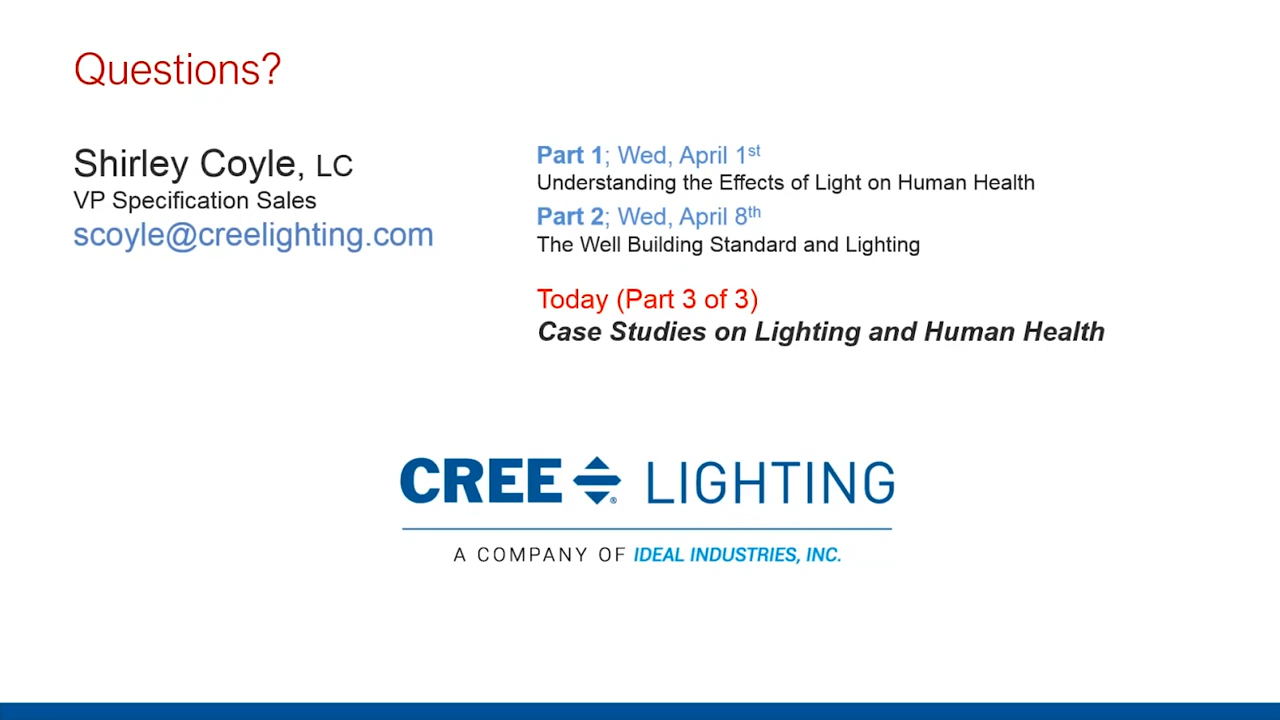 Questions?
Shirley Coyle, LC
VP Specification Sales
scoyle@creelighting.com
Part 1; Wed, April 1st
Understanding the Effects of Light on Human Health
Part 2; Wed, April 8th
The Well Building Standard and Lighting
Today (Part 3 of 3)
Case Studies on Lighting and Human Health
CREE ® LIGHTING
A COMPANY OF IDEAL INDUSTRIES, INC.